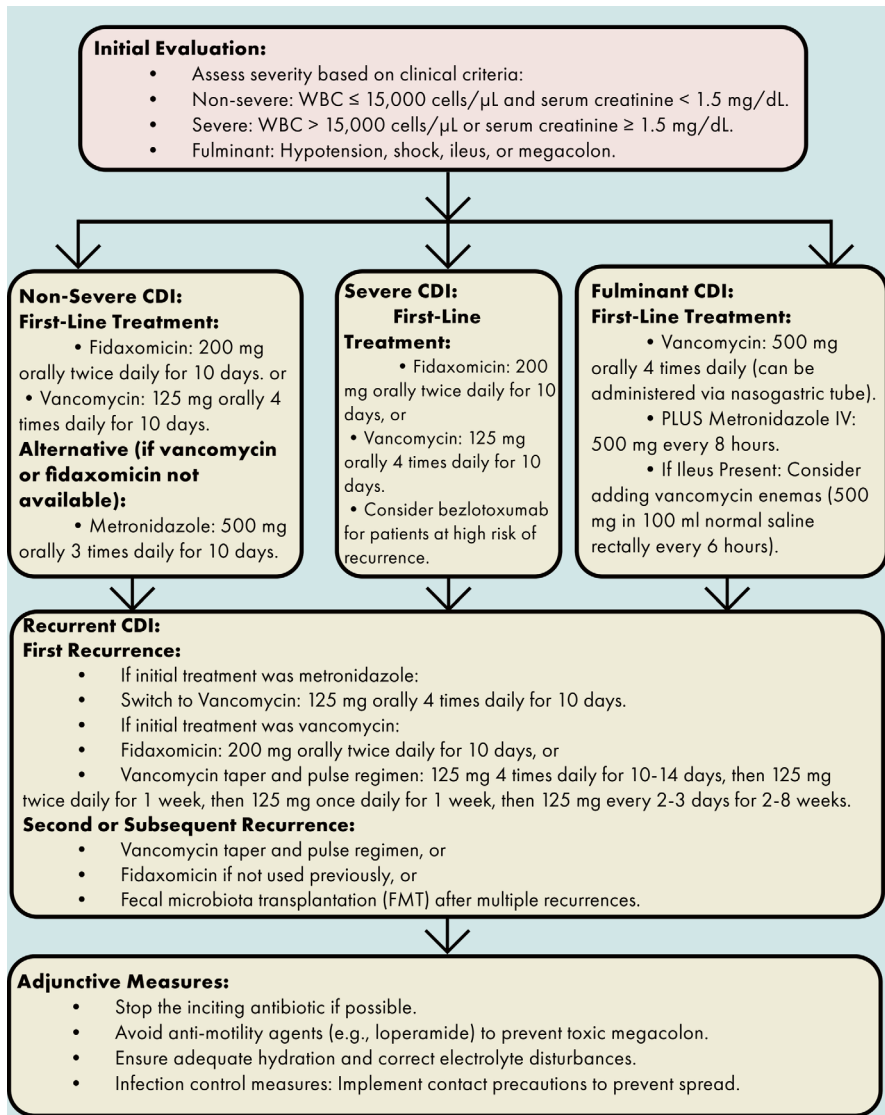 Initial Evaluation:
• Assess severity based on clinical criteria:
• Non-severe: WBC ≤ 15,000 cells/µL and serum creatinine < 1.5 mg/dL.
• Severe: WBC > 15,000 cells/µL or serum creatinine ≥ 1.5 mg/dL.
• Fulminant: Hypotension, shock, ileus, or megacolon.
Non-Severe CDI:
First-Line Treatment:
• Fidaxomicin: 200 mg
orally twice daily for 10 days. or
• Vancomycin: 125 mg orally 4
times daily for 10 days.
Alternative (if vancomycin
or fidaxomicin not
available):
• Metronidazole: 500 mg
orally 3 times daily for 10 days.
Severe CDI:
First-Line
Treatment:
• Fidaxomicin: 200
mg orally twice daily for 10
days, or
• Vancomycin: 125 mg
orally 4 times daily for 10
days.
• Consider bezlotoxumab
for patients at high risk of
recurrence.
Fulminant CDI:
First-Line Treatment:
• Vancomycin: 500 mg
orally 4 times daily (can be
administered via nasogastric tube).
• PLUS Metronidazole IV:
500 mg every 8 hours.
• If Ileus Present: Consider
adding vancomycin enemas (500
mg in 100 ml normal saline
rectally every 6 hours).
Recurrent CDI:
First Recurrence:
• If initial treatment was metronidazole:
• Switch to Vancomycin: 125 mg orally 4 times daily for 10 days.
• If initial treatment was vancomycin:
• Fidaxomicin: 200 mg orally twice daily for 10 days, or
• Vancomycin taper and pulse regimen: 125 mg 4 times daily for 10-14 days, then 125 mg
twice daily for 1 week, then 125 mg once daily for 1 week, then 125 mg every 2-3 days for 2-8 weeks.
Second or Subsequent Recurrence:
• Vancomycin taper and pulse regimen, or
• Fidaxomicin if not used previously, or
• Fecal microbiota transplantation (FMT) after multiple recurrences.
Adjunctive Measures:
• Stop the inciting antibiotic if possible.
• Avoid anti-motility agents (e.g., loperamide) to prevent toxic megacolon.
• Ensure adequate hydration and correct electrolyte disturbances.
• Infection control measures: Implement contact precautions to prevent spread.